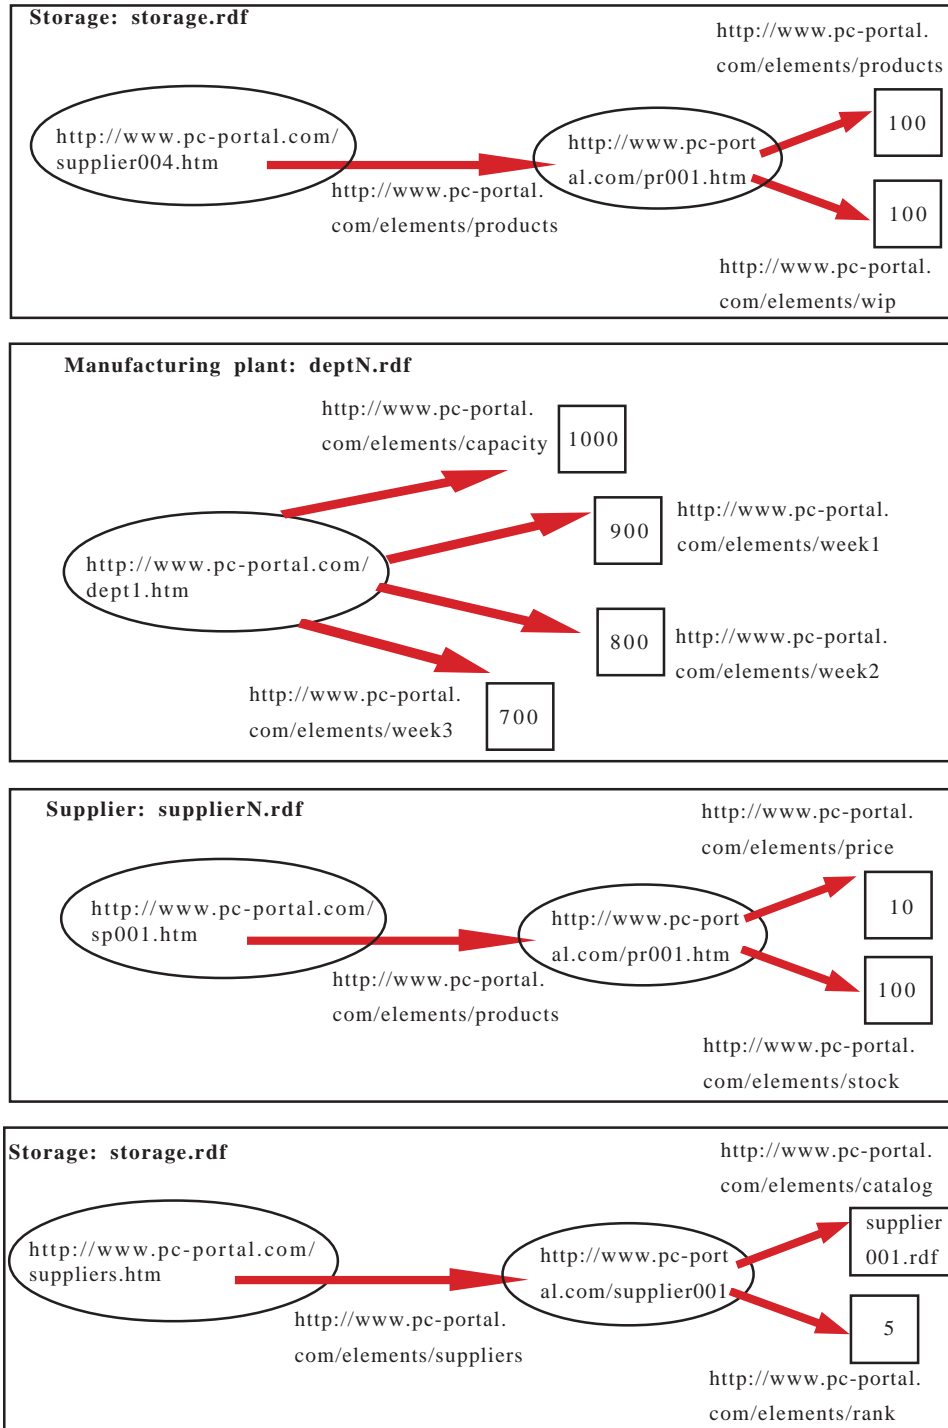 Storage: storage.rdf
http://www.pc-portal.
com/elements/products
http://www.pc-portal.com/
supplier004.htm
http://www.pc-portal.
com/elements/products
http://www.pc-port
al.com/pr001.htm
100
100
http://www.pc-portal.
com/elements/wip
Manufacturing plant: deptN.rdf
http://www.pc-portal.
com/elements/capacity
1000
http://www.pc-portal.com/
dept1.htm
900
http://www.pc-portal.
com/elements/week1
800
http://www.pc-portal.
com/elements/week2
http://www.pc-portal.
com/elements/week3
700
Supplier: supplierN.rdf
http://www.pc-portal.
com/elements/price
http://www.pc-portal.com/
sp001.htm
http://www.pc-portal.
com/elements/products
http://www.pc-port
al.com/pr001.htm
10
100
http://www.pc-portal.
com/elements/stock
Storage: storage.rdf
http://www.pc-portal.
com/elements/catalog
http://www.pc-portal.com/
suppliers.htm
http://www.pc-portal.
com/elements/suppliers
http://www.pc-port
al.com/supplier001
supplier
001.rdf
5
http://www.pc-portal.
com/elements/rank